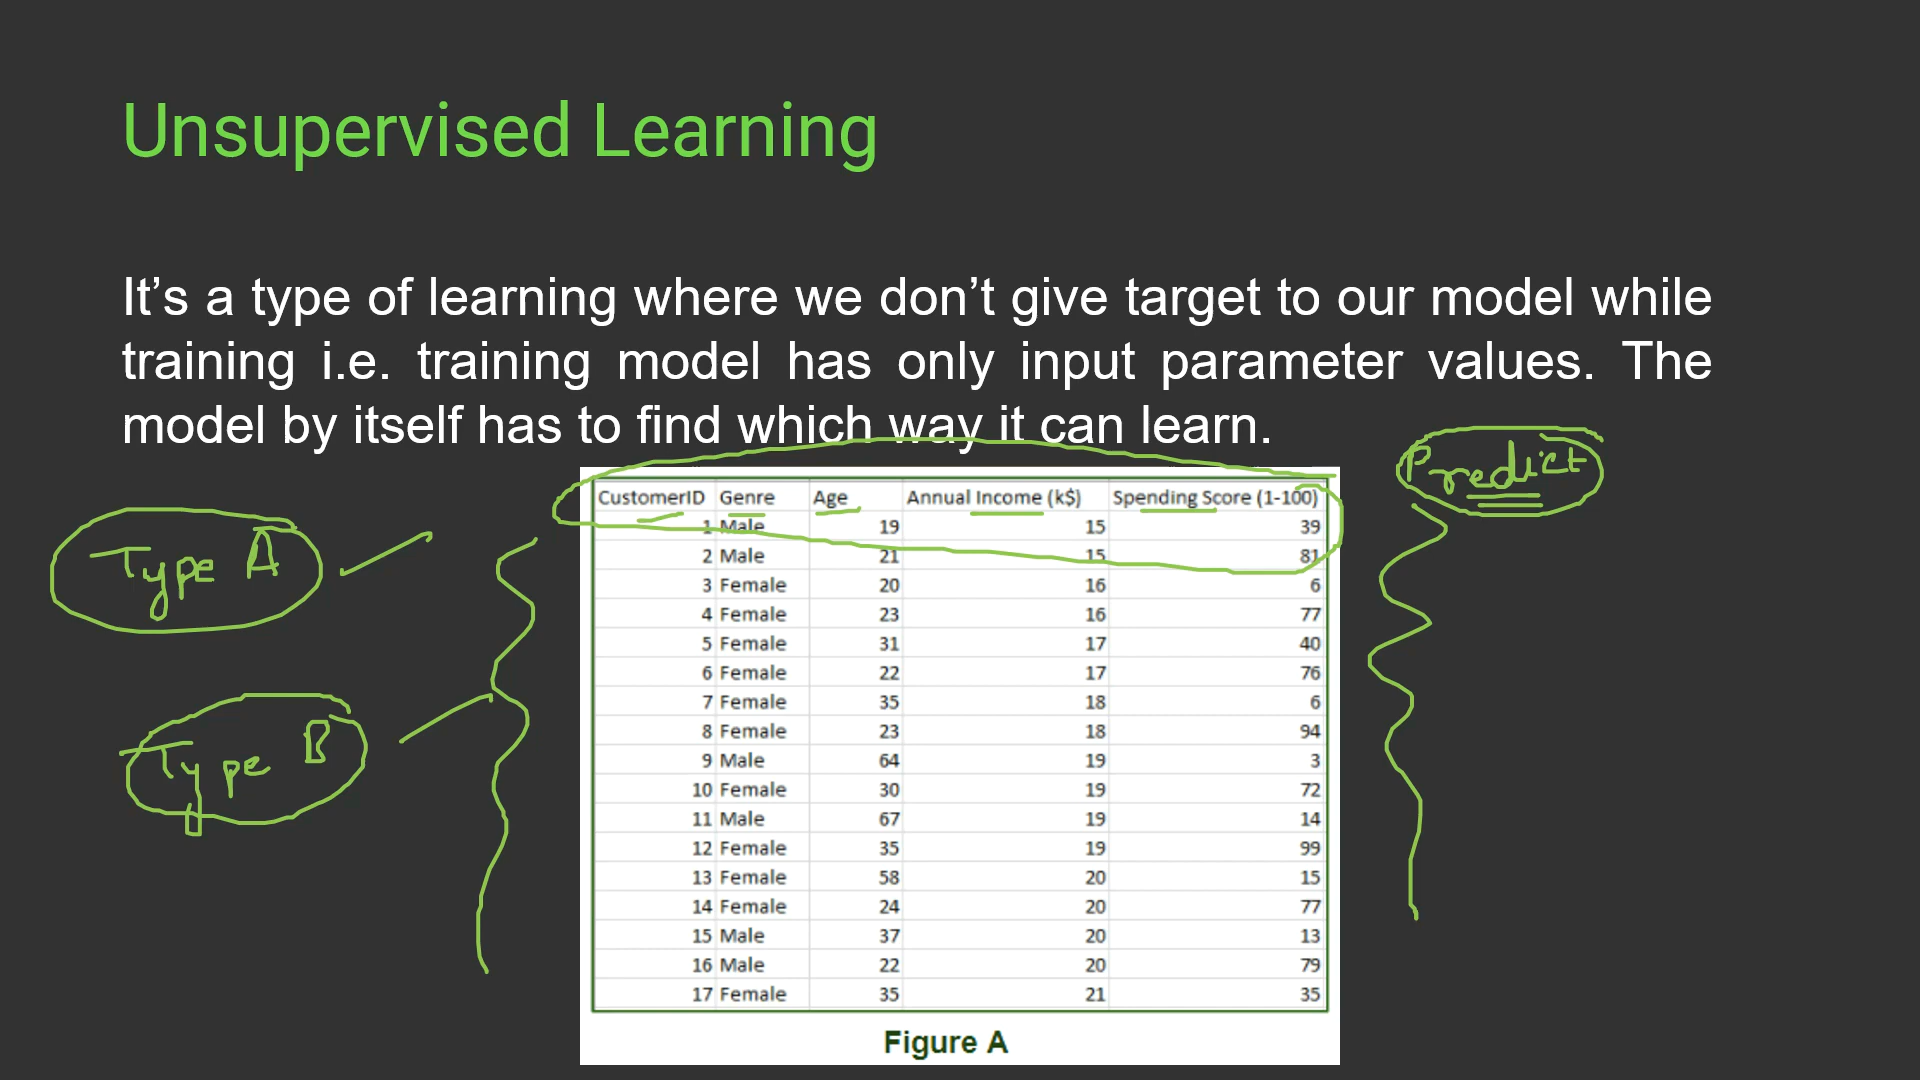 Unsupervised Learning
It’s a type of learning where we don’t give target to our model while
training i.e. training model has only input parameter values. The
model by itself has to find which way it can learn.
Predict
Type A
Type B
CustomerID Genre Age Annual Income (k$) Spending Score (1-100)
1 Male 19 15 39
2 Male 21 15 81
3 Female 20 16 6
4 Female 23 16 77
5 Female 31 17 40
6 Female 22 17 76
7 Female 35 18 6
8 Female 23 18 94
9 Male 64 19 3
10 Female 30 19 72
11 Male 67 19 14
12 Female 35 19 99
13 Female 58 20 15
14 Female 24 20 77
15 Male 37 20 13
16 Male 22 20 79
17 Female 35 21 35
Figure A